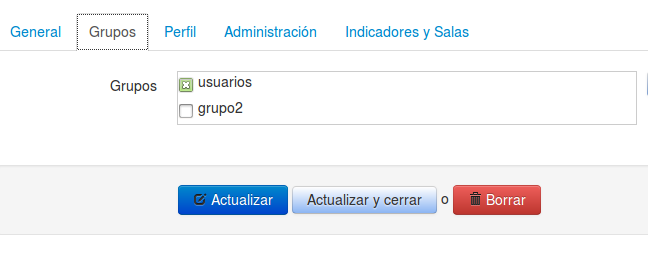 General Grupos Perfil Administración Indicadores y Salas
Grupos
usuarios
grupo2
Actualizar Actualizar y cerrar o Borrar